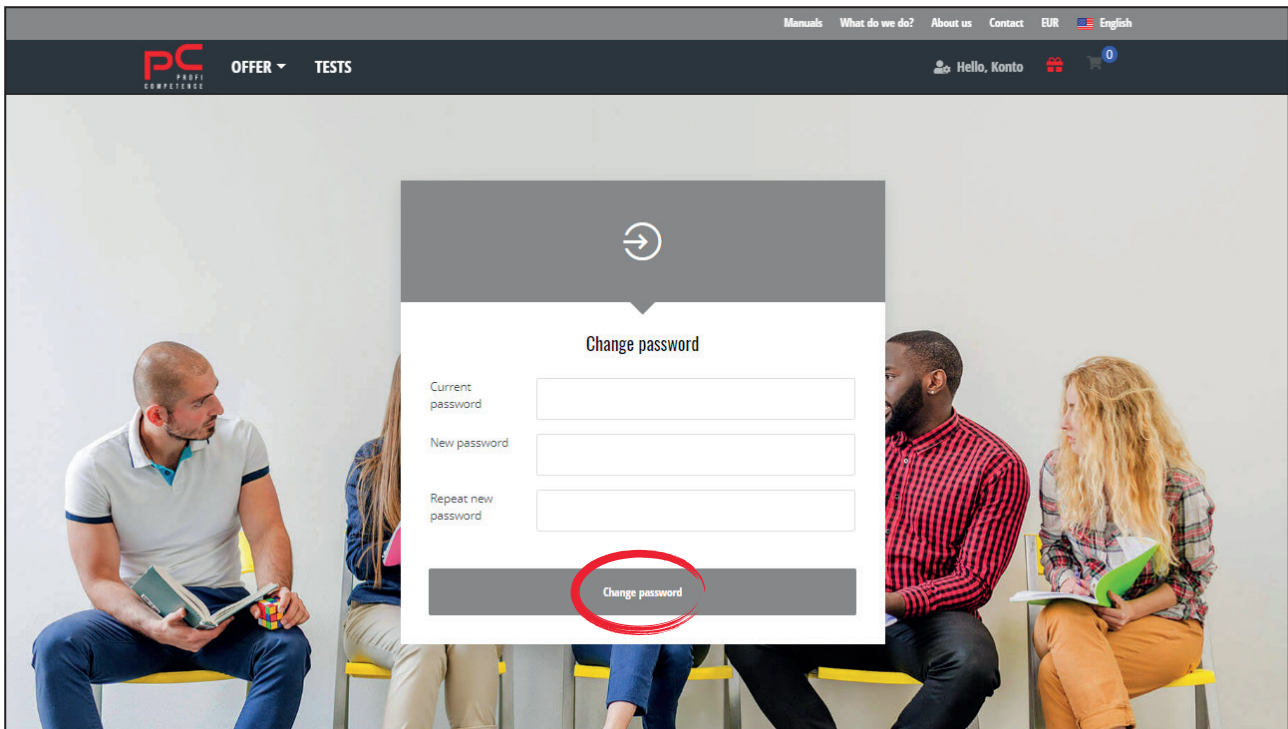 Manuals What do we do? About us Contact EUR English
PC
PROFI
COMPETENCE
OFFER TESTS Hello, Konto 0
Change password
Current
password
New password
Repeat new
password
Change password